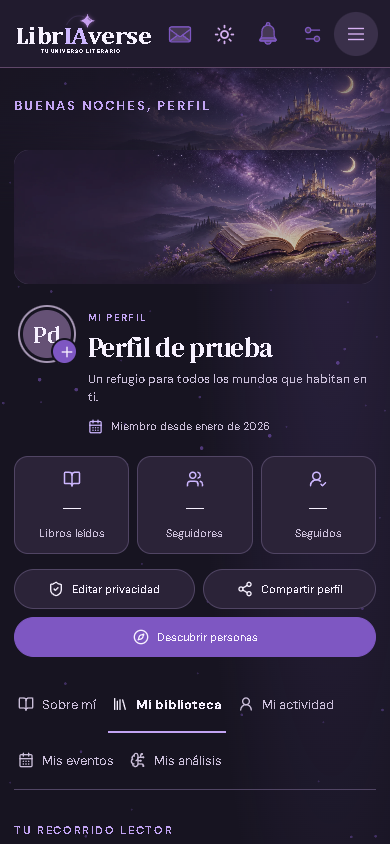 LibrIAverse
TU UNIVERSO LITERARIO
BUENAS NOCHES, PERFIL
Pd
MI PERFIL
Perfil de prueba
Un refugio para todos los mundos que habitan en
ti.
Miembro desde enero de 2026
— — —
Libros leídos Seguidores Seguidos
Editar privacidad Compartir perfil
Descubrir personas
Sobre mí Mi biblioteca Mi actividad
Mis eventos Mis análisis
TU RECORRIDO LECTOR